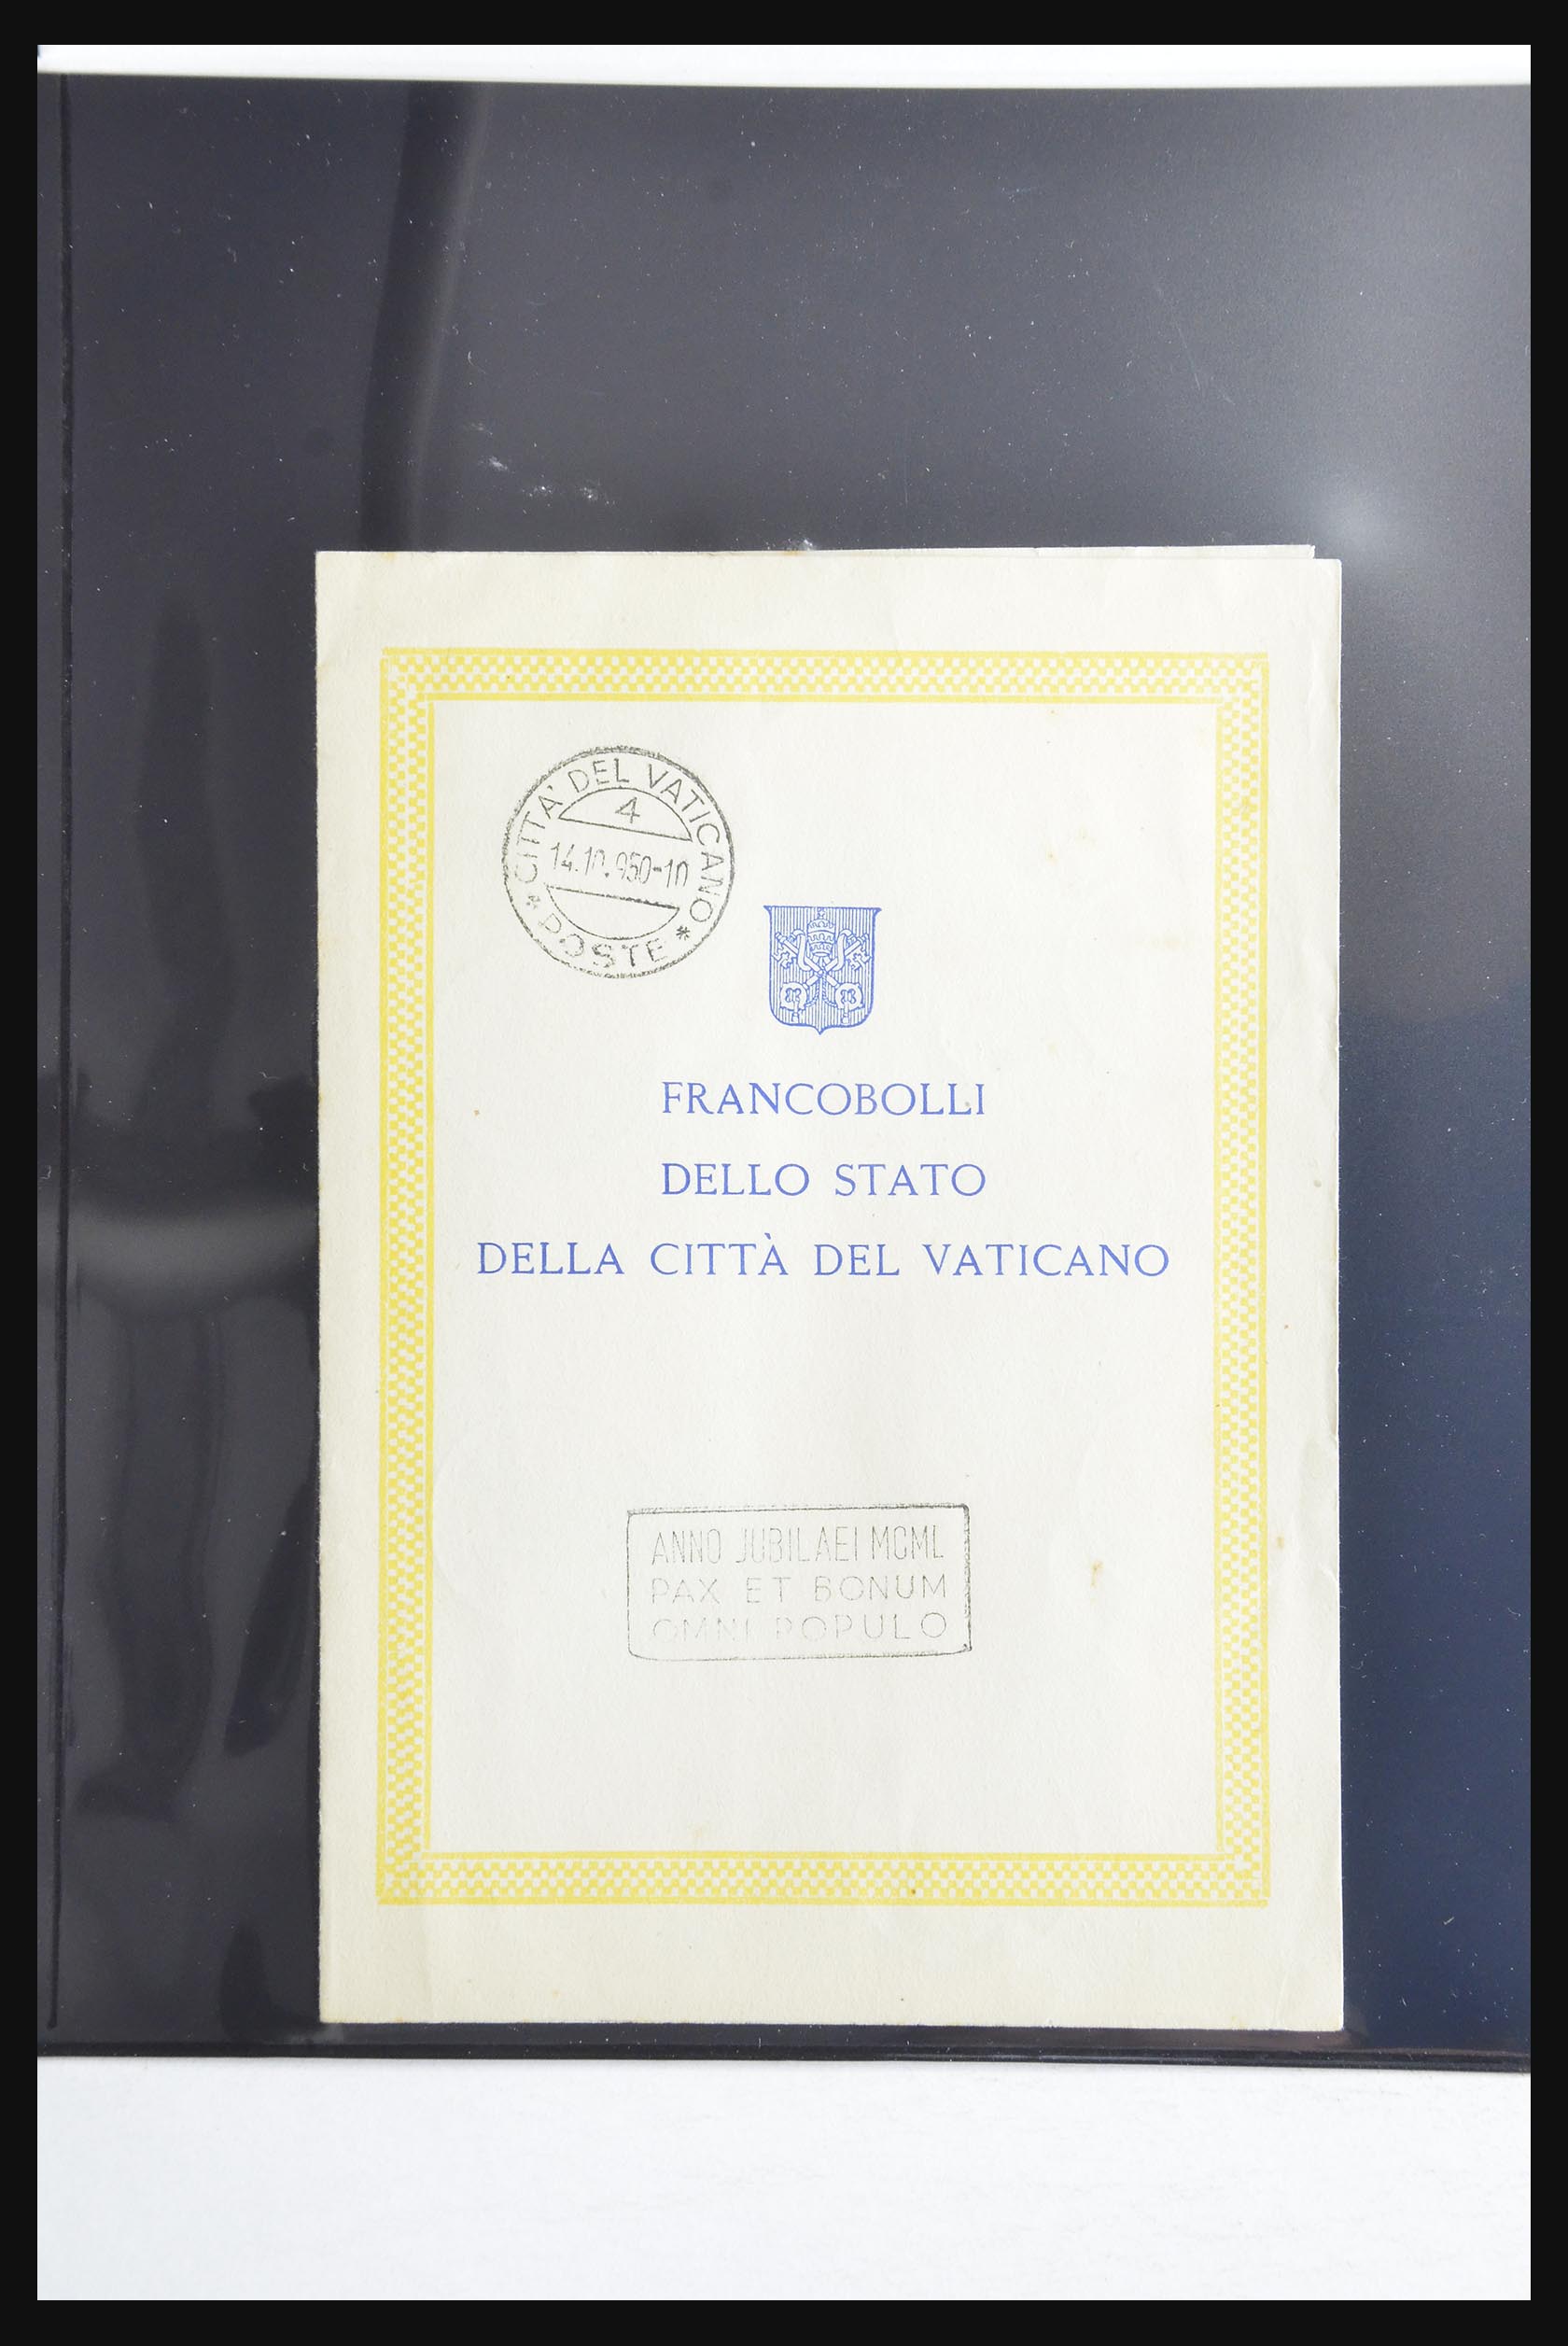 CITTA' DEL VATICANO
4
14.10.950-10
* POSTE *
FRANCOBOLLI
DELLO STATO
DELLA CITTÀ DEL VATICANO
ANNO JUBILAEI MCML
PAX ET BONUM
OMNI POPULO